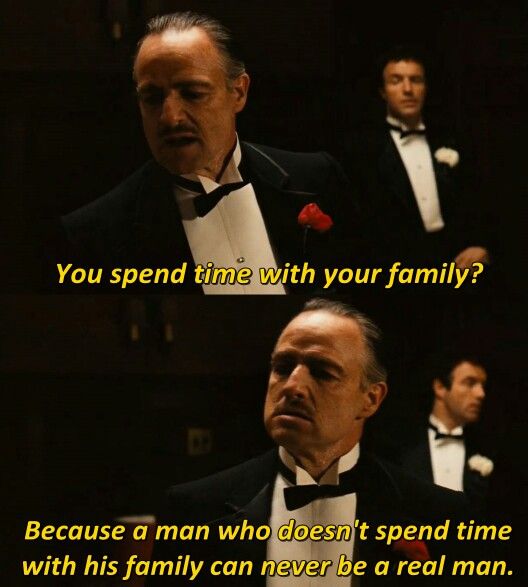 You spend time with your family?
Because a man who doesn't spend time
with his family can never be a real man.